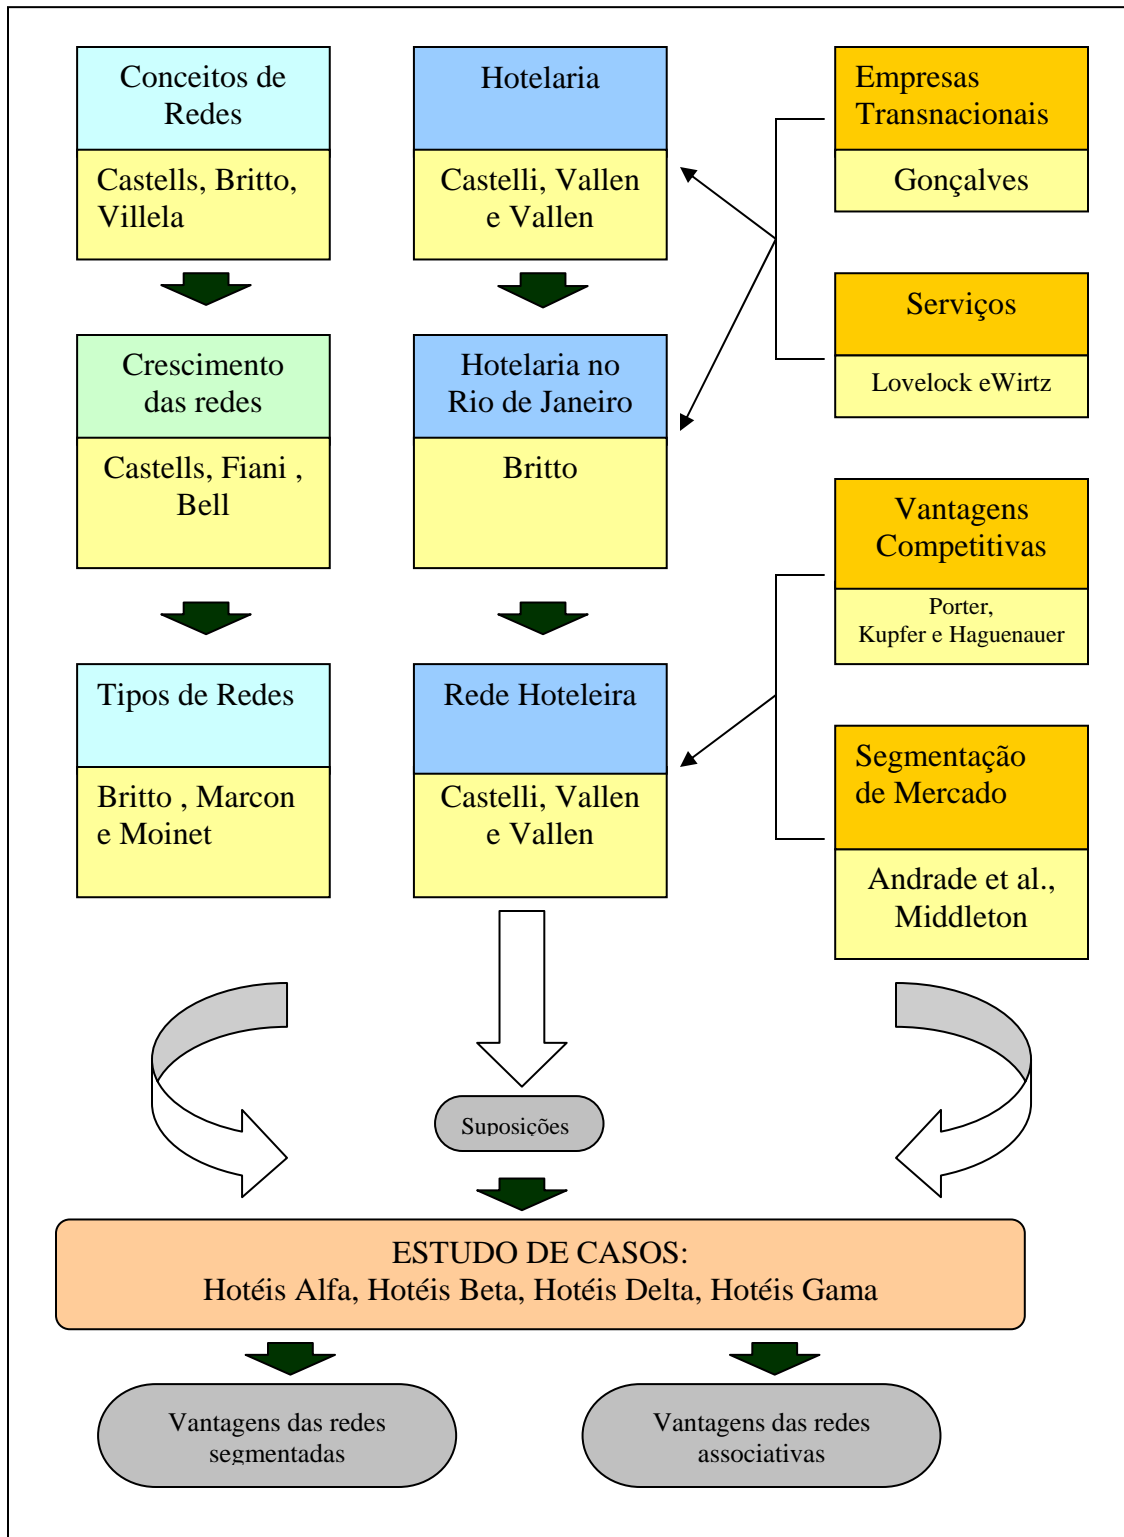 Conceitos de
Redes
Castells, Britto,
Villela
Crescimento
das redes
Castells, Fiani ,
Bell
Tipos de Redes
Britto , Marcon
e Moinet
Hotelaria
Castelli, Vallen
e Vallen
Hotelaria no
Rio de Janeiro
Britto
Rede Hoteleira
Castelli, Vallen
e Vallen
Empresas
Transnacionais
Gonçalves
Serviços
Lovelock eWirtz
Vantagens
Competitivas
Porter,
Kupfer e Haguenauer
Segmentação
de Mercado
Andrade et al.,
Middleton
Suposições
ESTUDO DE CASOS:
Hotéis Alfa, Hotéis Beta, Hotéis Delta, Hotéis Gama
Vantagens das redes
segmentadas
Vantagens das redes
associativas